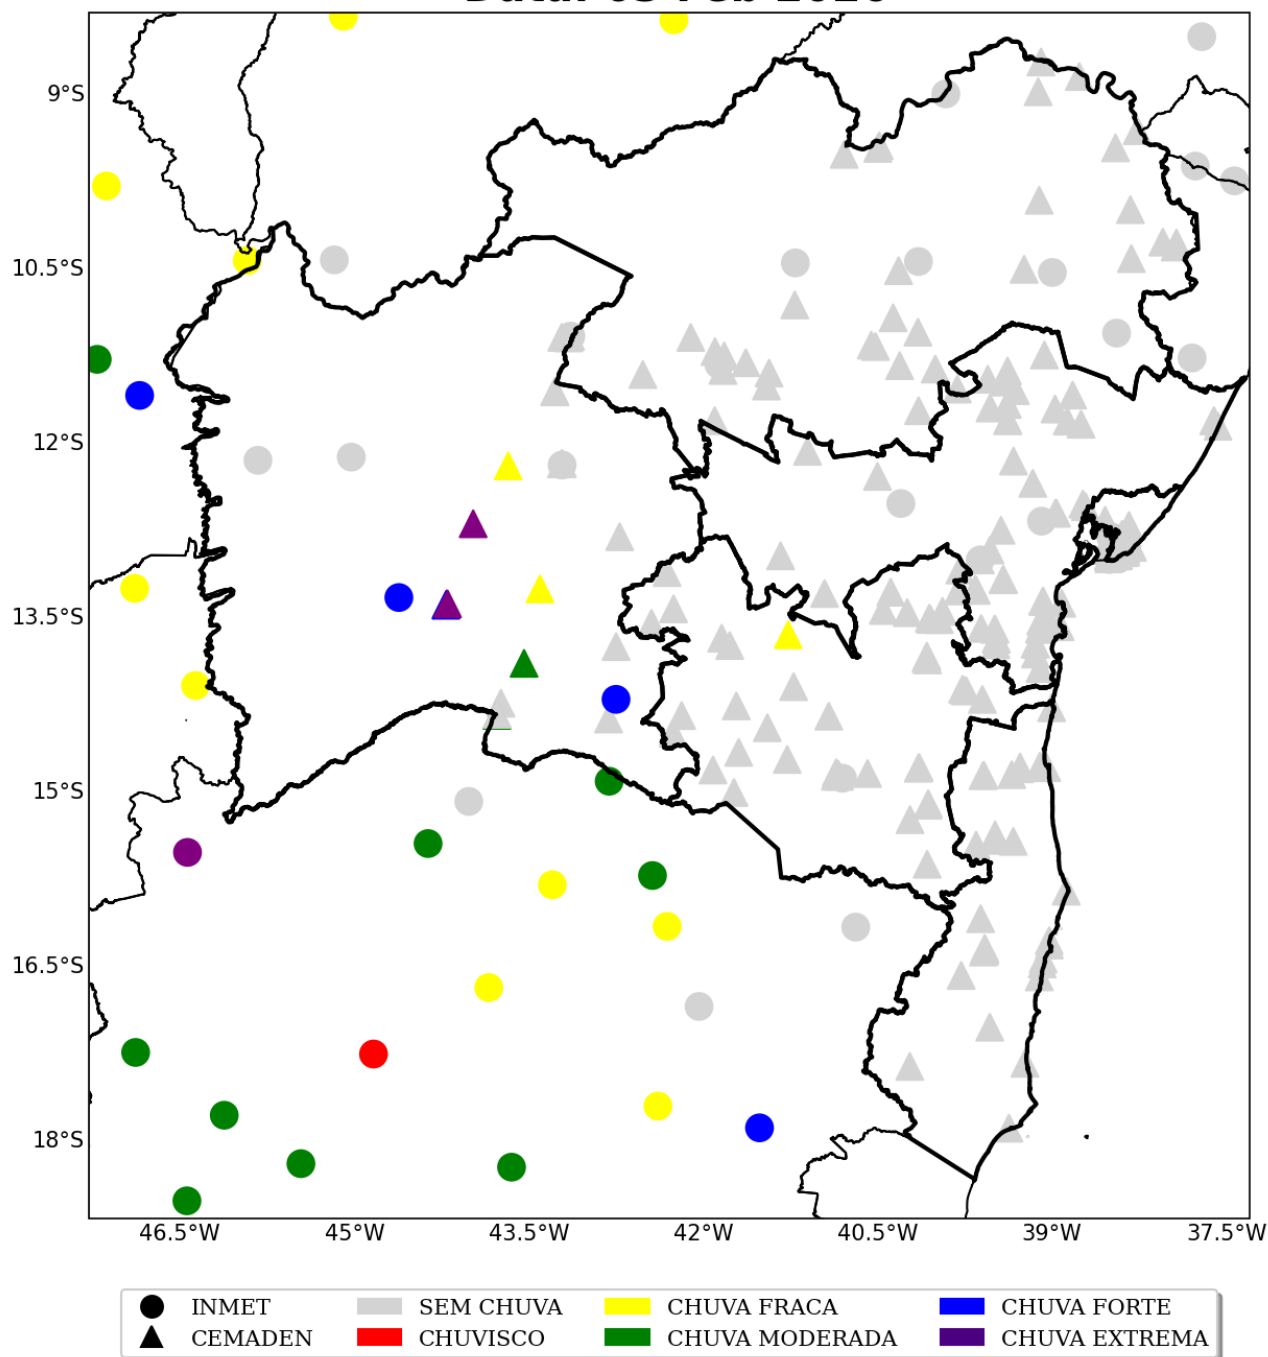 9°S
10.5°S
12°S
13.5°S
15°S
16.5°S
18°S
46.5°W 45°W 43.5°W 42°W 40.5°W 39°W 37.5°W
INMET SEM CHUVA CHUVA FRACA CHUVA FORTE
CEMADEN CHUVISCO CHUVA MODERADA CHUVA EXTREMA